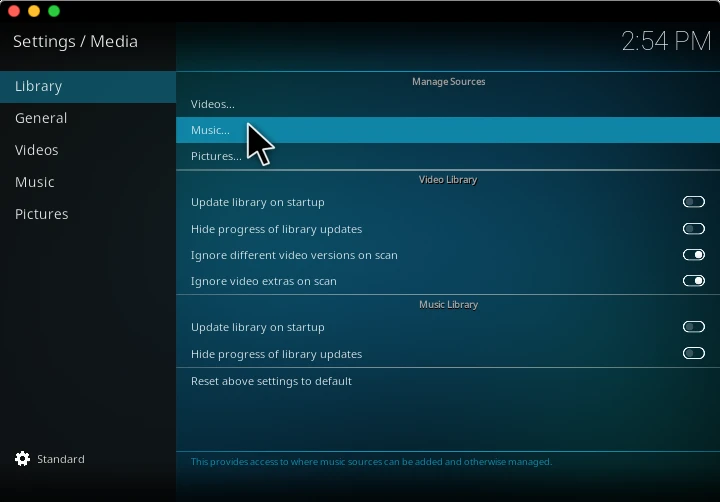 Settings / Media
2:54 PM
Library
General
Videos
Music
Pictures
Standard
Manage Sources
Videos...
Music...
Pictures...
Video Library
Update library on startup
Hide progress of library updates
Ignore different video versions on scan
Ignore video extras on scan
Music Library
Update library on startup
Hide progress of library updates
Reset above settings to default
This provides access to where music sources can be added and otherwise managed.